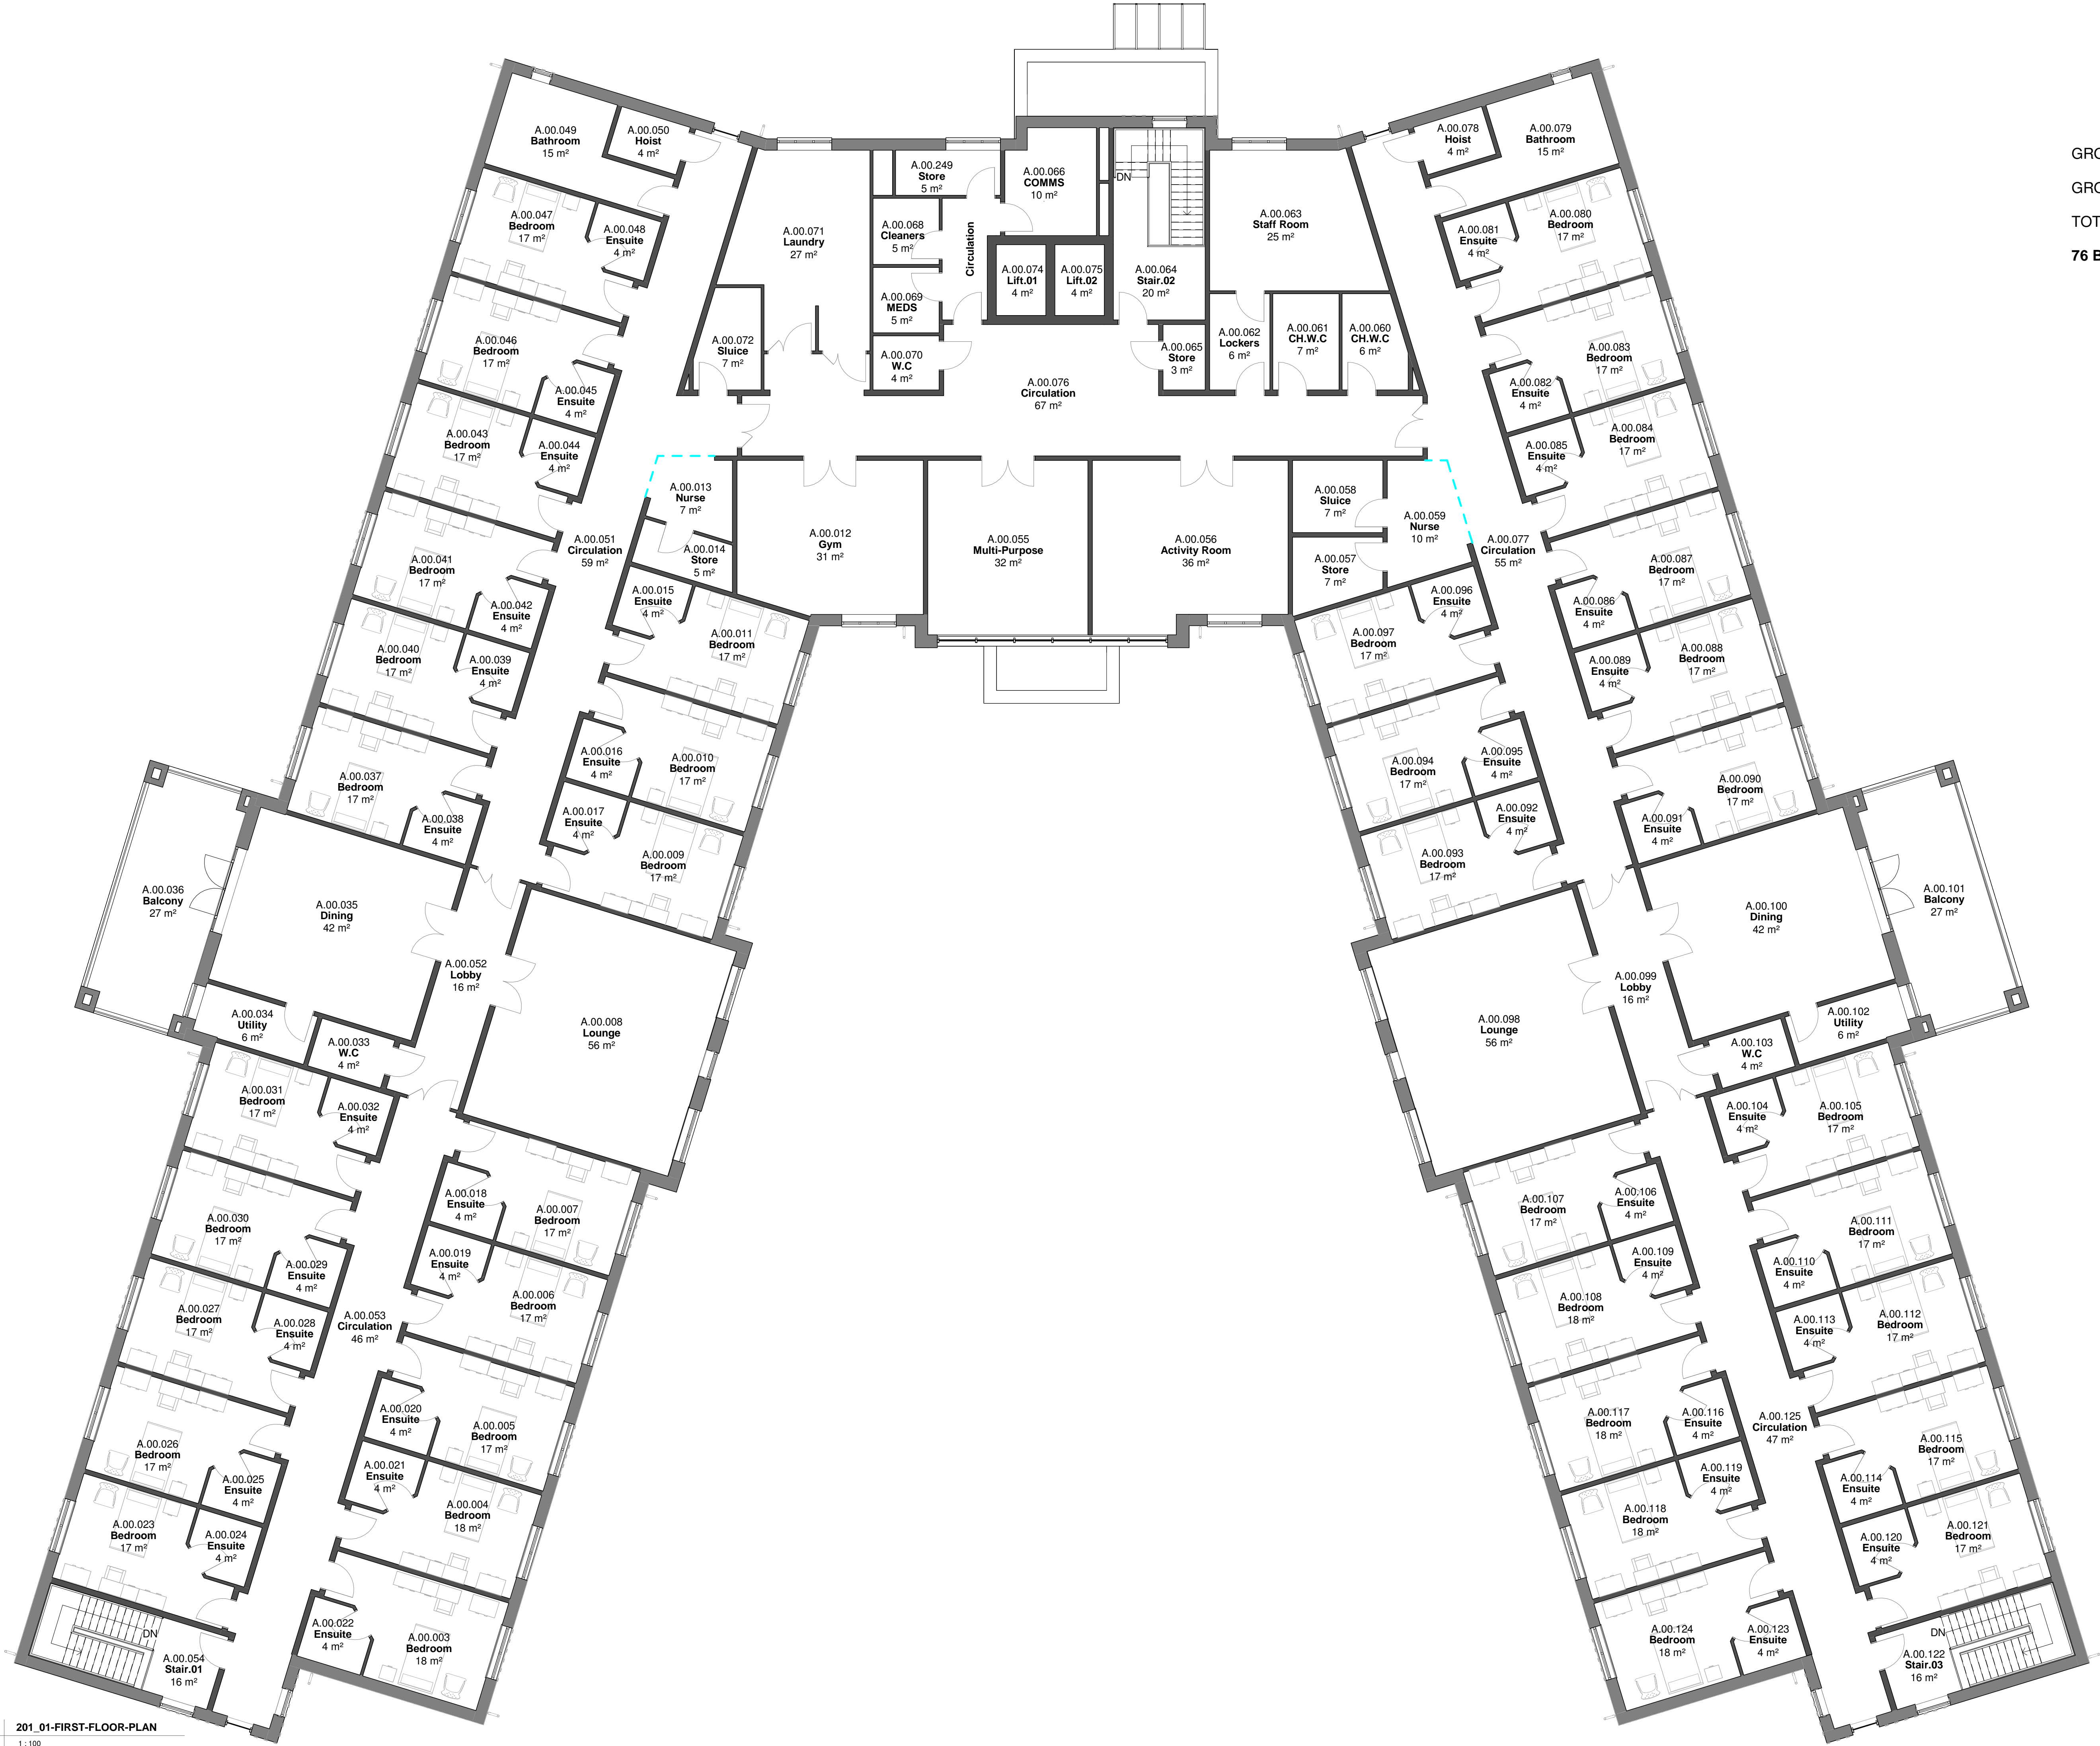 A.00.049
Bathroom
15 m²
A.00.050
Hoist
4 m²
A.00.047
Bedroom
17 m²
A.00.048
Ensuite
4 m²
A.00.046
Bedroom
17 m²
A.00.045
Ensuite
4 m²
A.00.043
Bedroom
17 m²
A.00.044
Ensuite
4 m²
A.00.041
Bedroom
17 m²
A.00.042
Ensuite
4 m²
A.00.051
Circulation
59 m²
A.00.040
Bedroom
17 m²
A.00.039
Ensuite
4 m²
A.00.037
Bedroom
17 m²
A.00.038
Ensuite
4 m²
A.00.071
Laundry
27 m²
A.00.072
Sluice
7 m²
A.00.249
Store
5 m²
A.00.068
Cleaners
5 m²
A.00.069
MEDS
5 m²
A.00.070
W.C
4 m²
Circulation
A.00.066
COMMS
10 m²
A.00.074
Lift.01
4 m²
A.00.075
Lift.02
4 m²
DN
A.00.064
Stair.02
20 m²
A.00.065
Store
3 m²
A.00.063
Staff Room
25 m²
A.00.062
Lockers
6 m²
A.00.061
CH.W.C
7 m²
A.00.060
CH.W.C
6 m²
A.00.076
Circulation
67 m²
A.00.013
Nurse
7 m²
A.00.014
Store
5 m²
A.00.012
Gym
31 m²
A.00.055
Multi-Purpose
32 m²
A.00.056
Activity Room
36 m²
A.00.058
Sluice
7 m²
A.00.057
Store
7 m²
A.00.059
Nurse
10 m²
A.00.078
Hoist
4 m²
A.00.079
Bathroom
15 m²
A.00.081
Ensuite
4 m²
A.00.080
Bedroom
17 m²
A.00.083
Bedroom
17 m²
A.00.082
Ensuite
4 m²
A.00.084
Bedroom
17 m²
A.00.085
Ensuite
4 m²
A.00.077
Circulation
55 m²
A.00.087
Bedroom
17 m²
A.00.086
Ensuite
4 m²
A.00.088
Bedroom
17 m²
A.00.089
Ensuite
4 m²
A.00.090
Bedroom
17 m²
A.00.091
Ensuite
4 m²
GRO
GRO
TOT
76 B
A.00.015
Ensuite
4 m²
A.00.011
Bedroom
17 m²
A.00.016
Ensuite
4 m²
A.00.010
Bedroom
17 m²
A.00.017
Ensuite
4 m²
A.00.009
Bedroom
17 m²
A.00.096
Ensuite
4 m²
A.00.097
Bedroom
17 m²
A.00.095
Ensuite
4 m²
A.00.094
Bedroom
17 m²
A.00.092
Ensuite
4 m²
A.00.093
Bedroom
17 m²
A.00.036
Balcony
27 m²
A.00.035
Dining
42 m²
A.00.052
Lobby
16 m²
A.00.034
Utility
6 m²
A.00.033
W.C
4 m²
A.00.008
Lounge
56 m²
A.00.098
Lounge
56 m²
A.00.099
Lobby
16 m²
A.00.100
Dining
42 m²
A.00.101
Balcony
27 m²
A.00.102
Utility
6 m²
A.00.103
W.C
4 m²
A.00.031
Bedroom
17 m²
A.00.032
Ensuite
4 m²
A.00.030
Bedroom
17 m²
A.00.029
Ensuite
4 m²
A.00.027
Bedroom
17 m²
A.00.028
Ensuite
4 m²
A.00.053
Circulation
46 m²
A.00.026
Bedroom
17 m²
A.00.025
Ensuite
4 m²
A.00.023
Bedroom
17 m²
A.00.024
Ensuite
4 m²
A.00.018
Ensuite
4 m²
A.00.007
Bedroom
17 m²
A.00.019
Ensuite
4 m²
A.00.006
Bedroom
17 m²
A.00.020
Ensuite
4 m²
A.00.005
Bedroom
17 m²
A.00.021
Ensuite
4 m²
A.00.004
Bedroom
18 m²
A.00.022
Ensuite
4 m²
A.00.003
Bedroom
18 m²
DN
A.00.054
Stair.01
16 m²
A.00.104
Ensuite
4 m²
A.00.105
Bedroom
17 m²
A.00.107
Bedroom
17 m²
A.00.106
Ensuite
4 m²
A.00.111
Bedroom
17 m²
A.00.110
Ensuite
4 m²
A.00.109
Ensuite
4 m²
A.00.108
Bedroom
18 m²
A.00.112
Bedroom
17 m²
A.00.113
Ensuite
4 m²
A.00.117
Bedroom
18 m²
A.00.116
Ensuite
4 m²
A.00.125
Circulation
47 m²
A.00.115
Bedroom
17 m²
A.00.114
Ensuite
4 m²
A.00.119
Ensuite
4 m²
A.00.118
Bedroom
18 m²
A.00.121
Bedroom
17 m²
A.00.120
Ensuite
4 m²
A.00.124
Bedroom
18 m²
A.00.123
Ensuite
4 m²
DN
A.00.122
Stair.03
16 m²
201_01-FIRST-FLOOR-PLAN
1 : 100